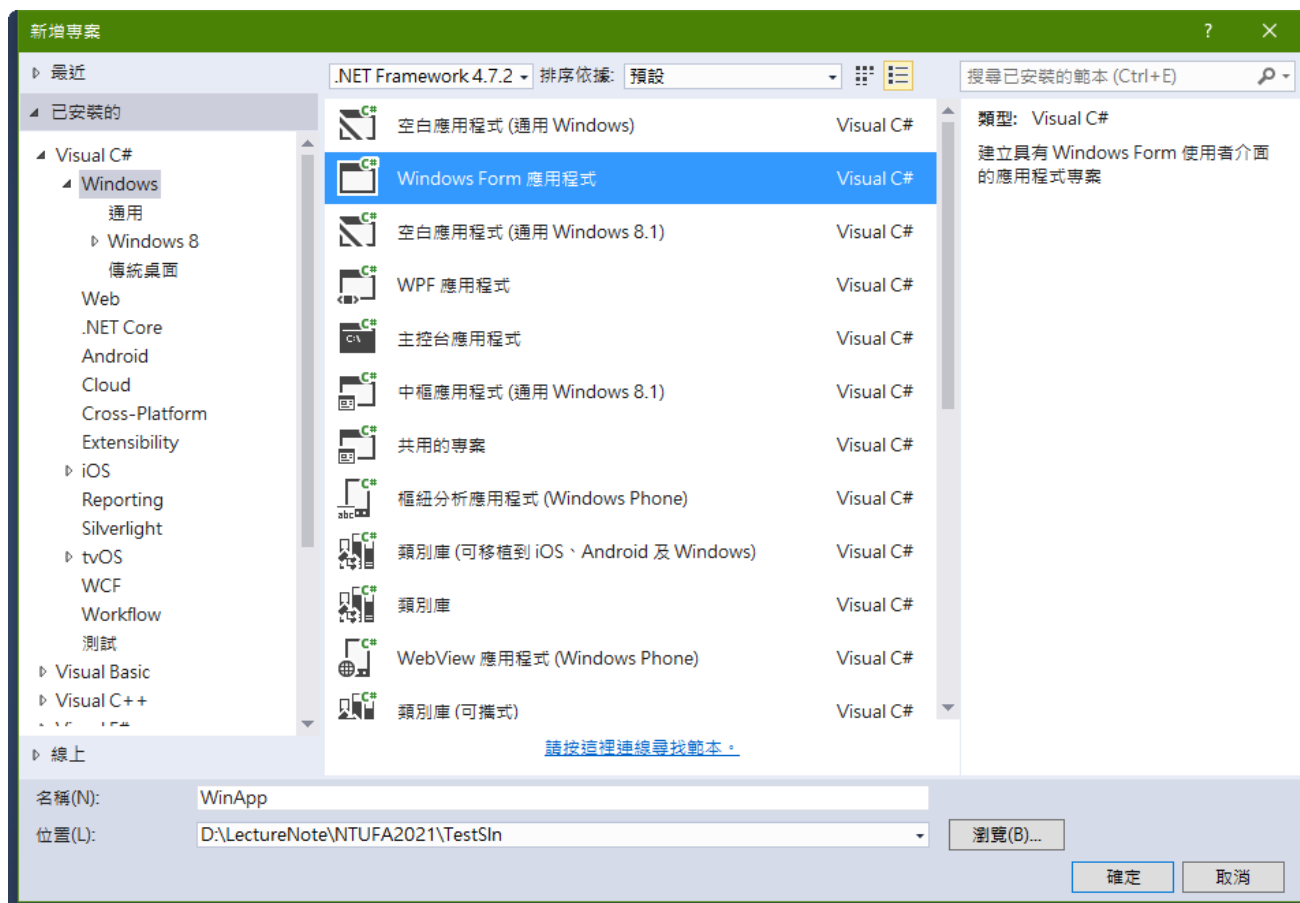 新增專案
?
最近
.NET Framework 4.7.2
排序依據:
預設
搜尋已安裝的範本 (Ctrl+E)
已安裝的
Visual C#
Windows
通用
Windows 8
傳統桌面
Web
.NET Core
Android
Cloud
Cross-Platform
Extensibility
iOS
Reporting
Silverlight
tvOS
WCF
Workflow
測試
Visual Basic
Visual C++
線上
空白應用程式 (通用 Windows) Visual C#
Windows Form 應用程式 Visual C#
空白應用程式 (通用 Windows 8.1) Visual C#
WPF 應用程式 Visual C#
主控台應用程式 Visual C#
中樞應用程式 (通用 Windows 8.1) Visual C#
共用的專案 Visual C#
樞紐分析應用程式 (Windows Phone) Visual C#
類別庫 (可移植到 iOS、Android 及 Windows) Visual C#
類別庫 Visual C#
WebView 應用程式 (Windows Phone) Visual C#
類別庫 (可攜式) Visual C#
請按這裡連線尋找範本。
類型: Visual C#
建立具有 Windows Form 使用者介面
的應用程式專案
名稱(N): WinApp
位置(L): D:\LectureNote\NTUFA2021\TestSln
瀏覽(B)...
確定
取消